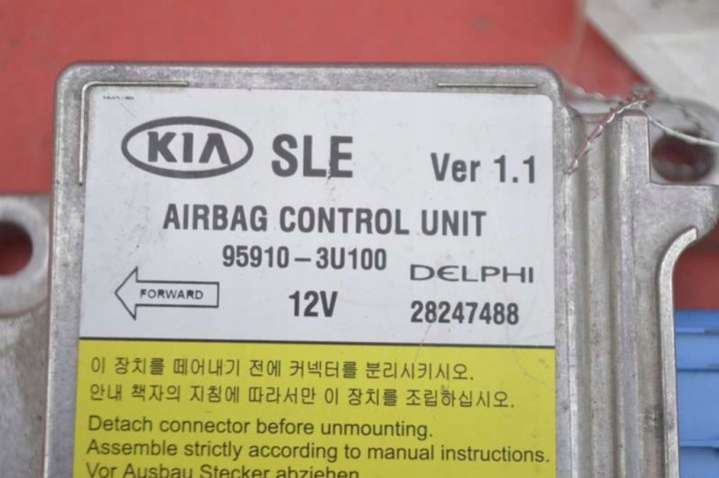 KIA SLE Ver 1.1
AIRBAG CONTROL UNIT
95910-3U100
DELPHI
FORWARD
12V
28247488
이 장치를 떼어내기 전에 커넥터를 분리시키시오.
안내 책자의 지침에 따라서만 이 장치를 조립하십시오.
Detach connector before unmounting.
Assemble strictly according to manual instructions.
Vor Ausbau Stecker abziehen.